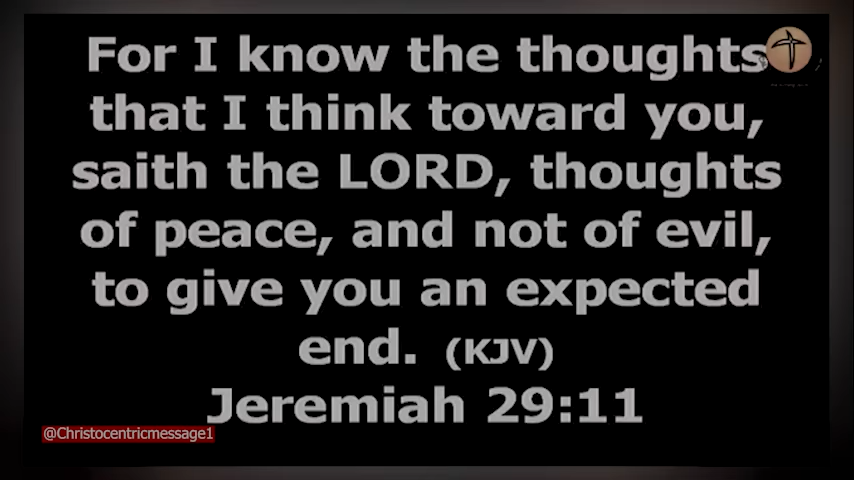 For I know the thoughts
that I think toward you,
saith the LORD, thoughts
of peace, and not of evil,
to give you an expected
end. (KJV)
Jeremiah 29:11
@Christocentricmessage1